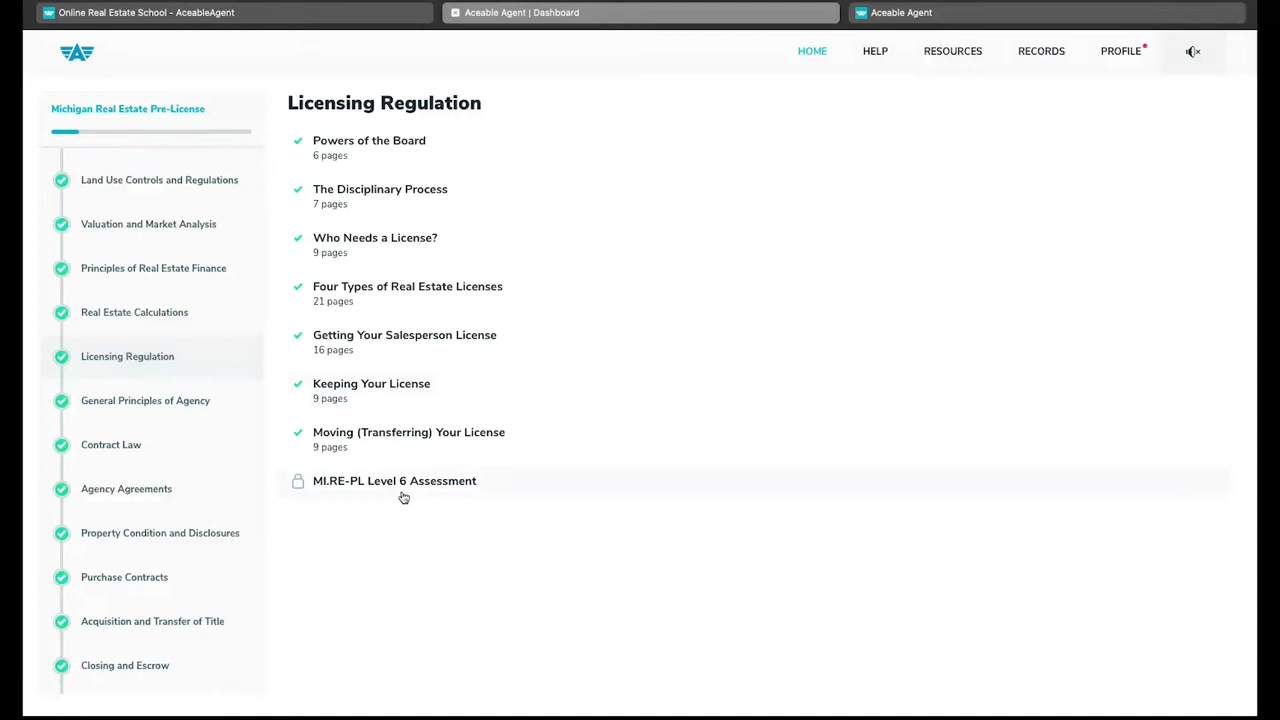 Online Real Estate School - AceableAgent
Aceable Agent | Dashboard
Aceable Agent
HOME
HELP
RESOURCES
RECORDS
PROFILE
Michigan Real Estate Pre-License
Land Use Controls and Regulations
Valuation and Market Analysis
Principles of Real Estate Finance
Real Estate Calculations
Licensing Regulation
General Principles of Agency
Contract Law
Agency Agreements
Property Condition and Disclosures
Purchase Contracts
Acquisition and Transfer of Title
Closing and Escrow
Licensing Regulation
Powers of the Board
6 pages
The Disciplinary Process
7 pages
Who Needs a License?
9 pages
Four Types of Real Estate Licenses
21 pages
Getting Your Salesperson License
16 pages
Keeping Your License
9 pages
Moving (Transferring) Your License
9 pages
MI.RE-PL Level 6 Assessment